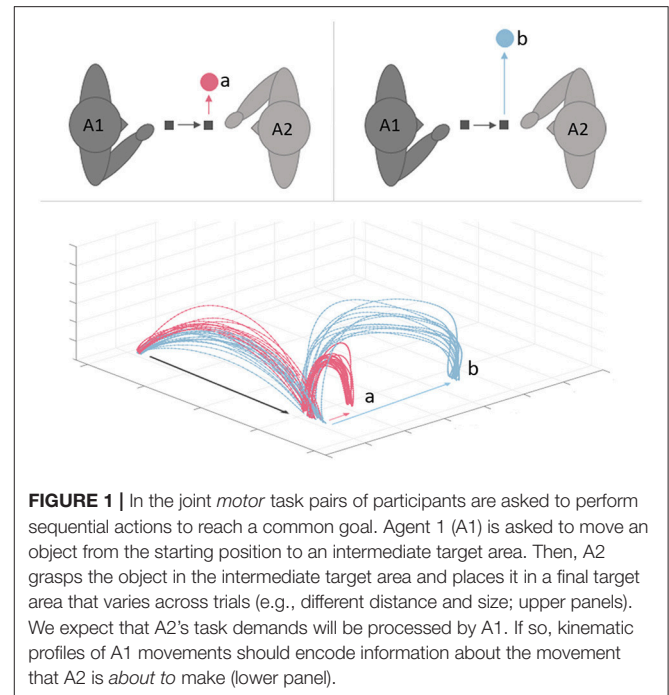 a
b
A1
A2
A1
A2
b
a
FIGURE 1 | In the joint motor task pairs of participants are asked to perform
sequential actions to reach a common goal. Agent 1 (A1) is asked to move an
object from the starting position to an intermediate target area. Then, A2
grasps the object in the intermediate target area and places it in a final target
area that varies across trials (e.g., different distance and size; upper panels).
We expect that A2's task demands will be processed by A1. If so, kinematic
profiles of A1 movements should encode information about the movement
that A2 is about to make (lower panel).